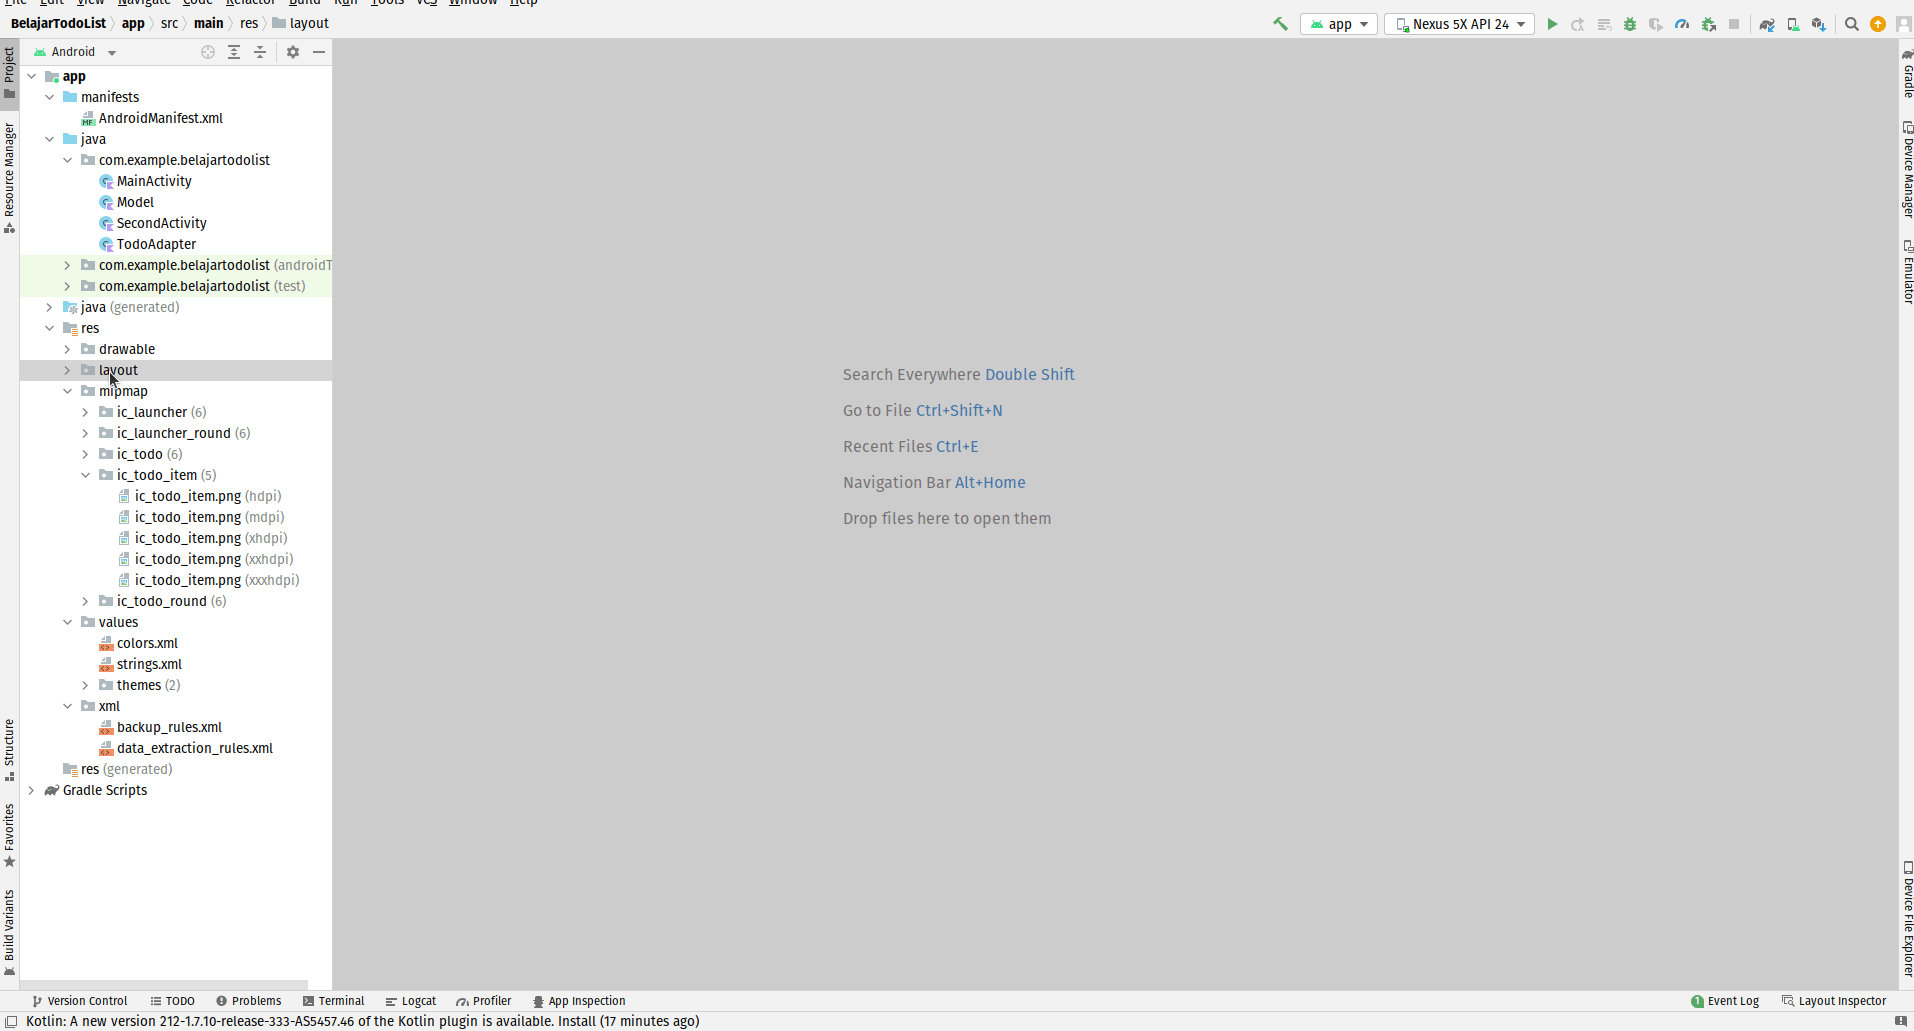 File Edit View Navigate Code Refactor Build Run Tools VCS Window Help
BelajarTodoList app src main res layout
app Nexus 5X API 24
Android
app
manifests
AndroidManifest.xml
java
com.example.belajartodolist
MainActivity
Model
SecondActivity
TodoAdapter
com.example.belajartodolist (androidT
com.example.belajartodolist (test)
java (generated)
res
drawable
layout
mipmap
ic_launcher (6)
ic_launcher_round (6)
ic_todo (6)
ic_todo_item (5)
ic_todo_item.png (hdpi)
ic_todo_item.png (mdpi)
ic_todo_item.png (xhdpi)
ic_todo_item.png (xxhdpi)
ic_todo_item.png (xxxhdpi)
ic_todo_round (6)
values
colors.xml
strings.xml
themes (2)
xml
backup_rules.xml
data_extraction_rules.xml
res (generated)
Gradle Scripts
Project
Resource Manager
Structure
Favorites
Build Variants
Search Everywhere Double Shift
Go to File Ctrl+Shift+N
Recent Files Ctrl+E
Navigation Bar Alt+Home
Drop files here to open them
Gradle
Device Manager
Emulator
Device File Explorer
Version Control TODO Problems Terminal Logcat Profiler App Inspection
1 Event Log Layout Inspector
Kotlin: A new version 212-1.7.10-release-333-AS5457.46 of the Kotlin plugin is available. Install (17 minutes ago)